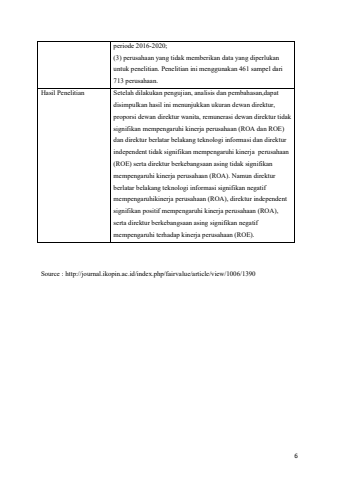 periode 2016-2020;
(3) perusahaan yang tidak memberikan data yang diperlukan
untuk penelitian. Penelitian ini menggunakan 461 sampel dari
713 perusahaan.
Hasil Penelitian
Setelah dilakukan pengujian, analisis dan pembahasan,dapat
disimpulkan hasil ini menunjukkan ukuran dewan direktur,
proporsi dewan direktur wanita, remunerasi dewan direktur tidak
signifikan mempengaruhi kinerja perusahaan (ROA dan ROE)
dan direktur berlatar belakang teknologi informasi dan direktur
independent tidak signifikan mempengaruhi kinerja perusahaan
(ROE) serta direktur berkebangsaan asing tidak signifikan
mempengaruhi kinerja perusahaan (ROA). Namun direktur
berlatar belakang teknologi informasi signifikan negatif
mempengaruhikinerja perusahaan (ROA), direktur independent
signifikan positif mempengaruhi kinerja perusahaan (ROA),
serta direktur berkebangsaan asing signifikan negatif
mempengaruhi terhadap kinerja perusahaan (ROE).
Source : http://journal.ikopin.ac.id/index.php/fairvalue/article/view/1006/1390
6